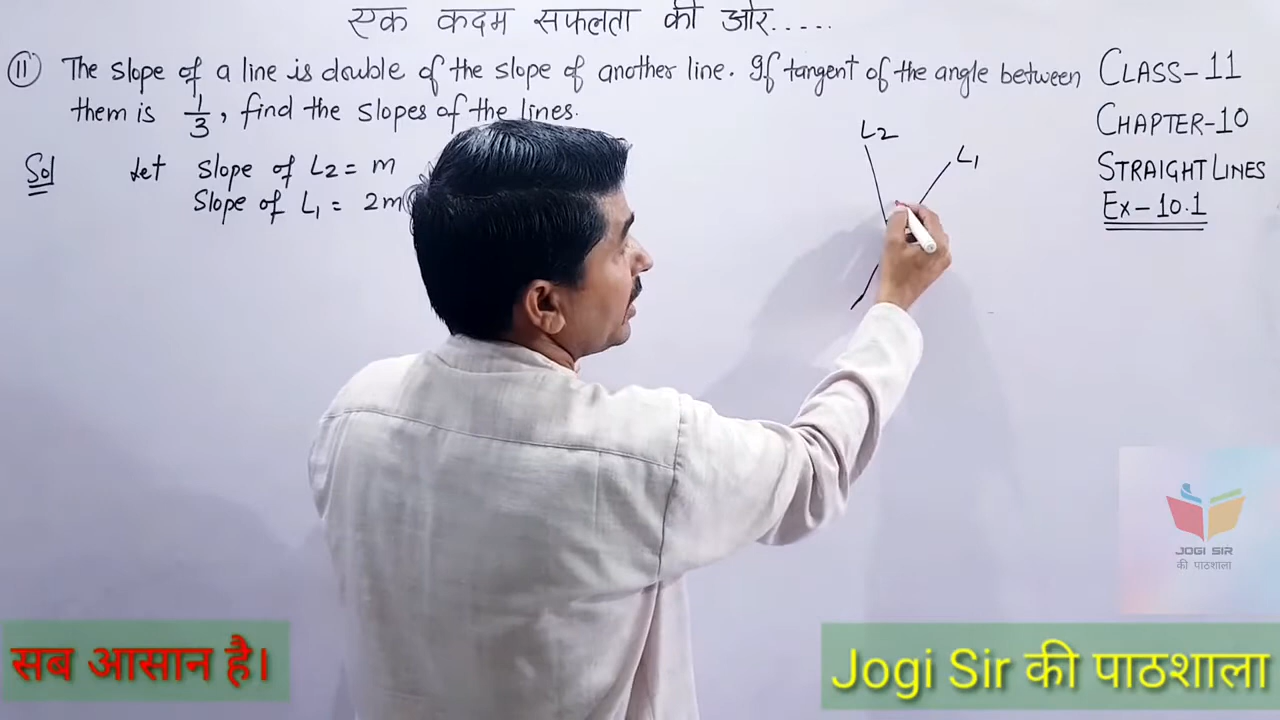 एक कदम सफलता की ओर.....
(11) The slope of a line is double of the slope of another line. If tangent of the angle between
them is 1/3, find the slopes of the lines.
Sol Let Slope of L2 = m
Slope of L1 = 2m
L2
L1
CLASS-11
CHAPTER-10
STRAIGHT LINES
Ex-10.1
JOGI SIR
की पाठशाला
सब आसान है।
Jogi Sir की पाठशाला